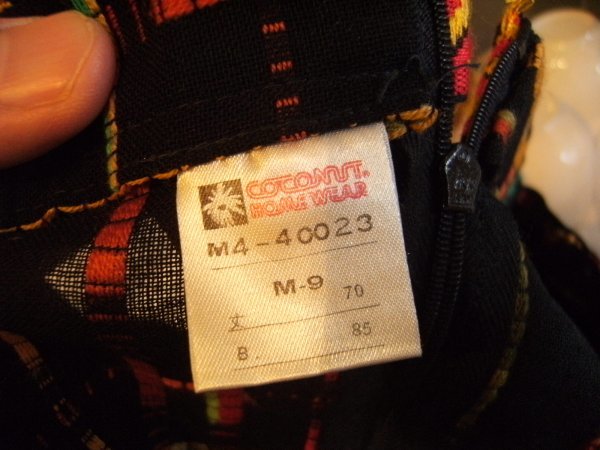 COCONUT®
HOME WEAR
M4-40023
M-9 70
丈 85
B.